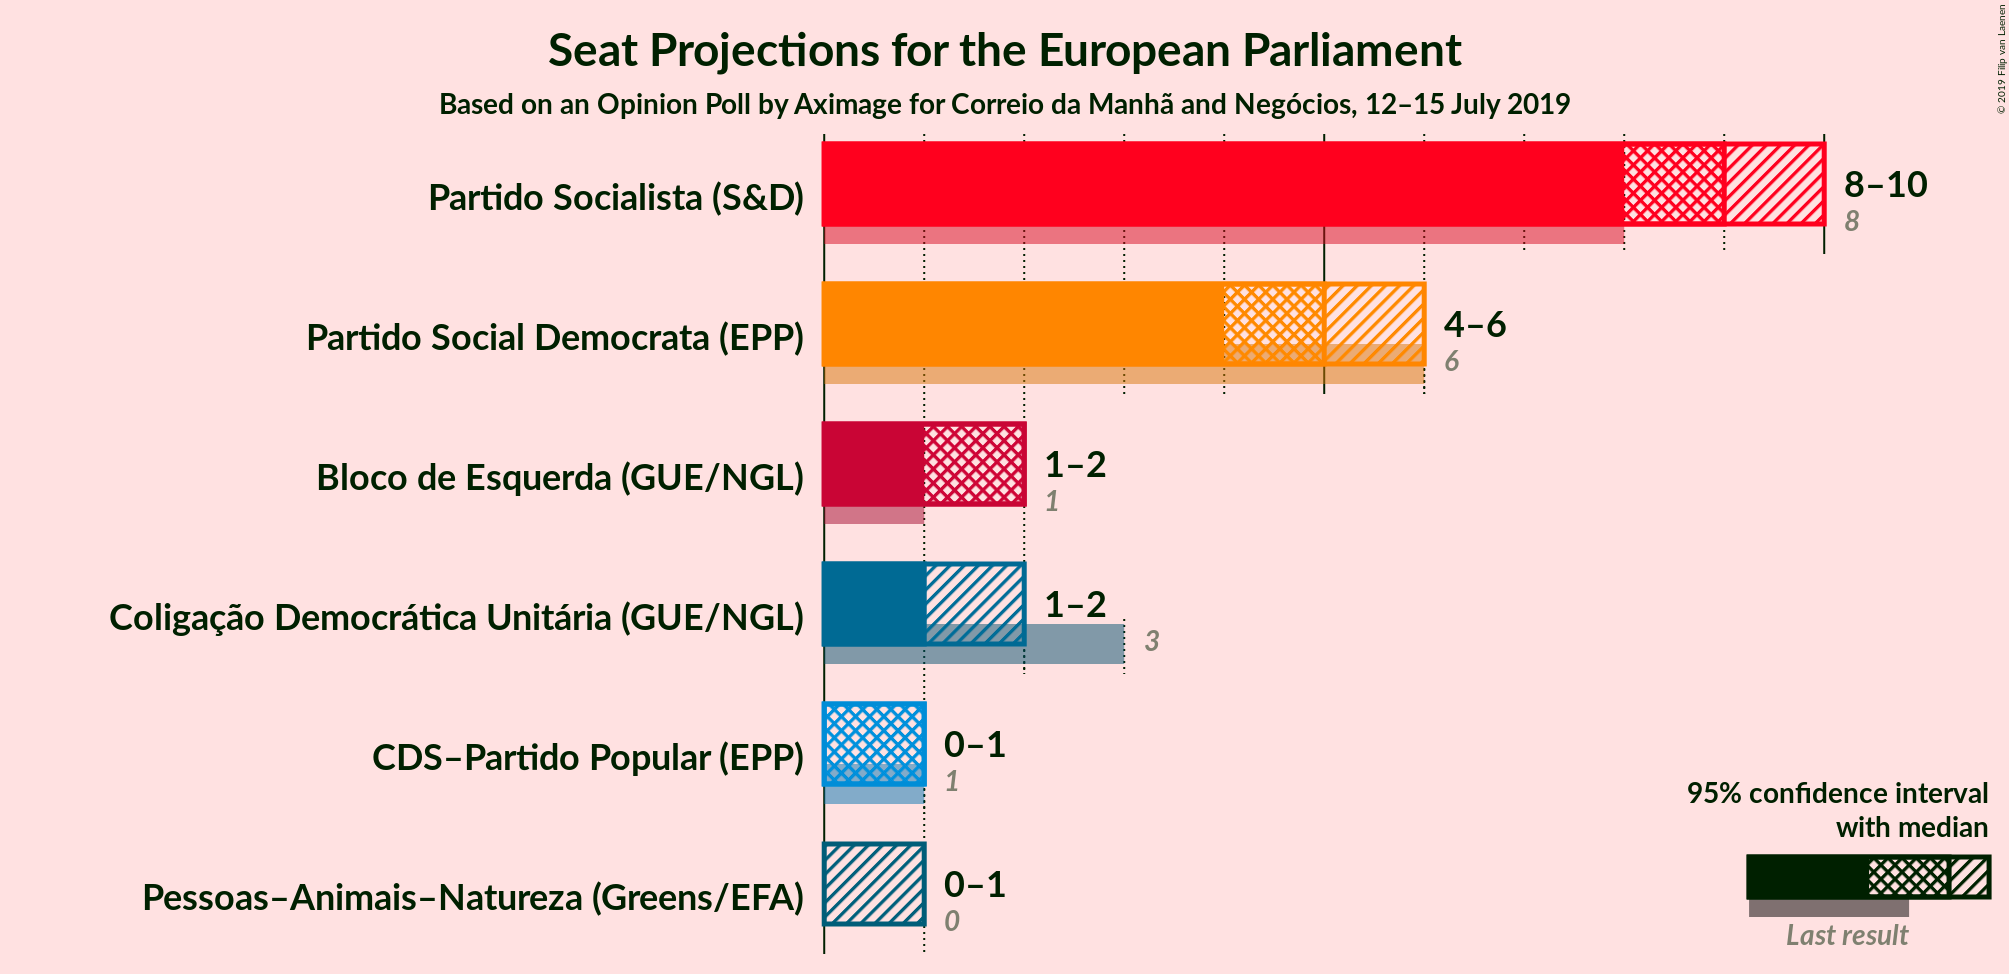 Seat Projections for the European Parliament
Based on an Opinion Poll by Aximage for Correio da Manhã and Negócios, 12–15 July 2019
© 2019 Filip van Laenen
Partido Socialista (S&D)
8–10
8
Partido Social Democrata (EPP)
4–6
6
Bloco de Esquerda (GUE/NGL)
1–2
1
Coligação Democrática Unitária (GUE/NGL)
1–2
3
CDS–Partido Popular (EPP)
0–1
1
Pessoas–Animais–Natureza (Greens/EFA)
0–1
0
95% confidence interval
with median
Last result